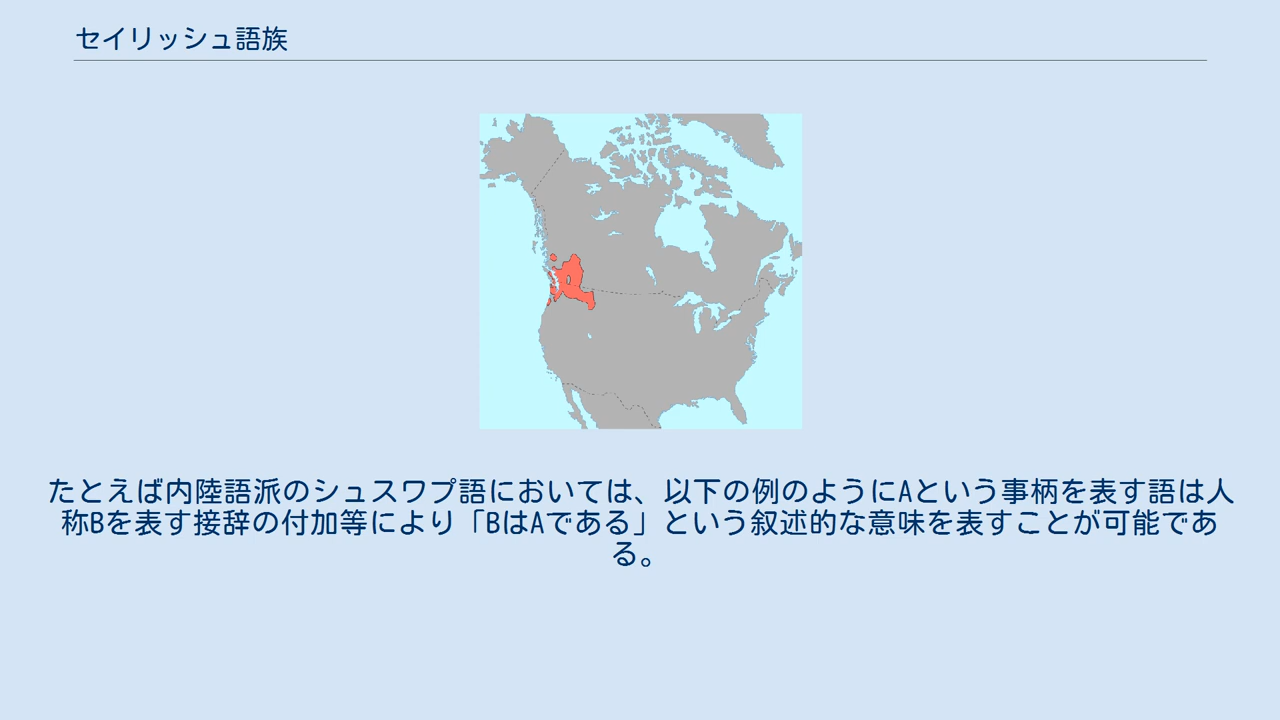 セイリッシュ語族
たとえば内陸語派のシュスワプ語においては、以下の例のようにAという事柄を表す語は人
称Bを表す接辞の付加等により「BはAである」という叙述的な意味を表すことが可能であ
る。